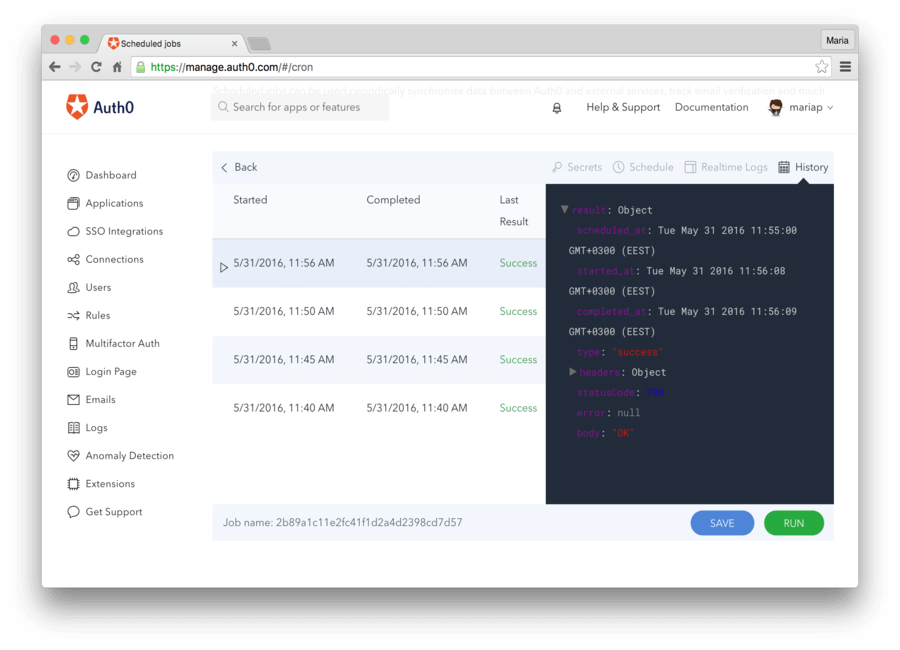 Scheduled jobs
Maria
https://manage.auth0.com/#/cron
Scheduled jobs can be used periodically synchronize data between Auth0 and external services, track email verification and much
Auth0
Search for apps or features
Help & Support
Documentation
mariap
Dashboard
Applications
SSO Integrations
Connections
Users
Rules
Multifactor Auth
Login Page
Emails
Logs
Anomaly Detection
Extensions
Get Support
Back
Secrets
Schedule
Realtime Logs
History
Started Completed Last
Result
5/31/2016, 11:56 AM 5/31/2016, 11:56 AM Success
5/31/2016, 11:50 AM 5/31/2016, 11:50 AM Success
5/31/2016, 11:45 AM 5/31/2016, 11:45 AM Success
5/31/2016, 11:40 AM 5/31/2016, 11:40 AM Success
result: Object
scheduled_at: Tue May 31 2016 11:55:00
GMT+0300 (EEST)
started_at: Tue May 31 2016 11:56:08
GMT+0300 (EEST)
completed_at: Tue May 31 2016 11:56:09
GMT+0300 (EEST)
type: "success"
headers: Object
statusCode:
error: null
body: "OK"
Job name: 2b89a1c11e2fc41f1d2a4d2398cd7d57
SAVE
RUN